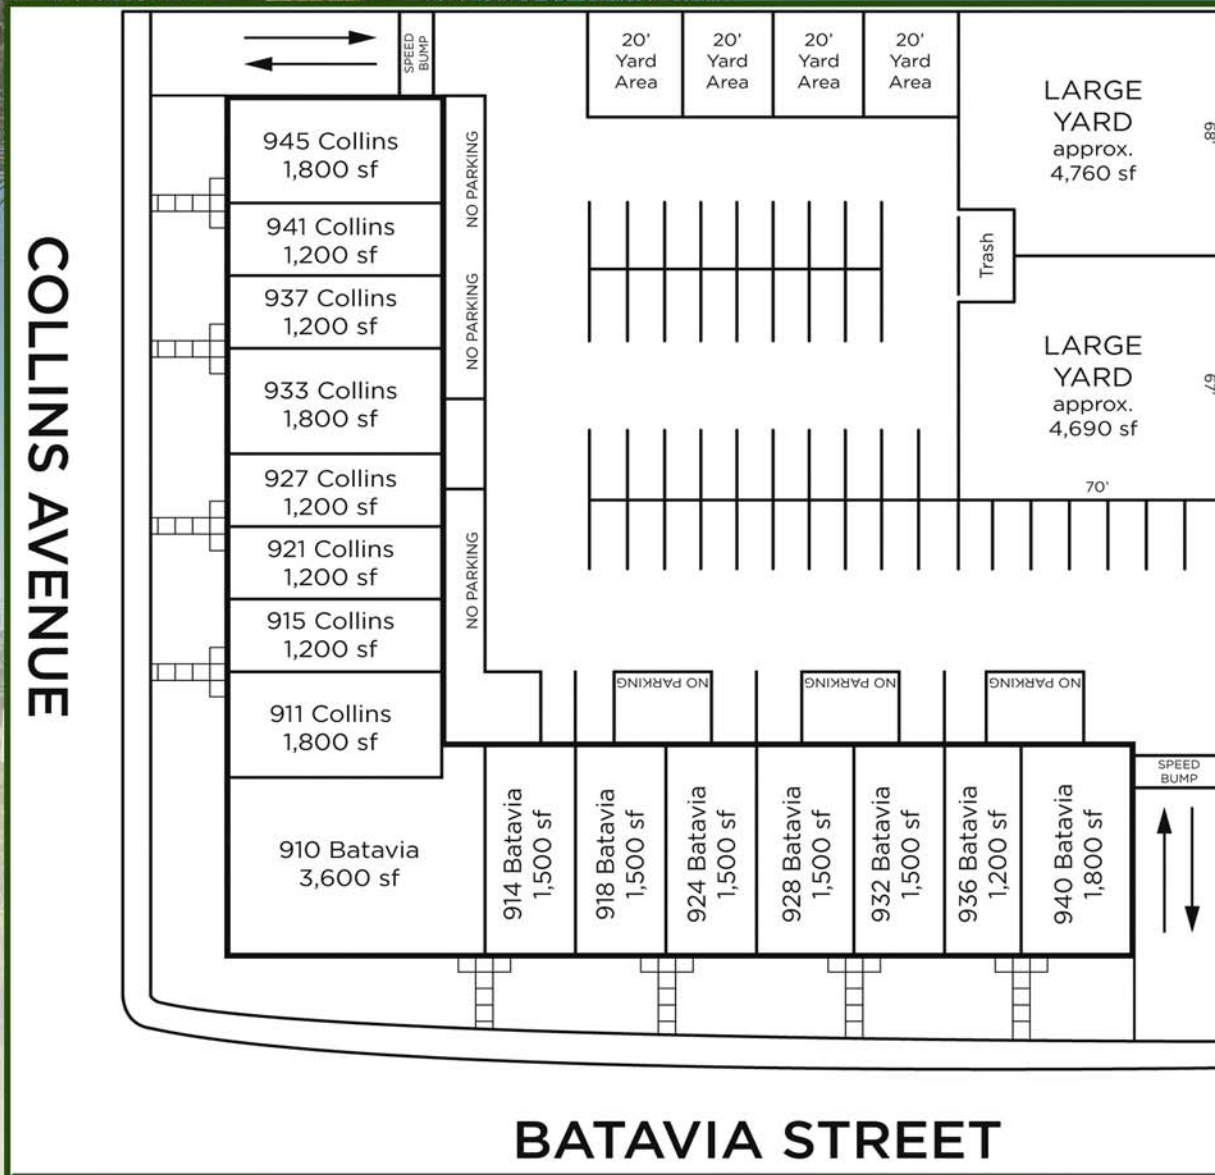 SPEED
BUMP
20'
Yard
Area
20'
Yard
Area
20'
Yard
Area
20'
Yard
Area
LARGE
YARD
approx.
4,760 sf
68'
945 Collins
1,800 sf
NO PARKING
941 Collins
1,200 sf
Trash
937 Collins
1,200 sf
NO PARKING
933 Collins
1,800 sf
LARGE
YARD
approx.
4,690 sf
67'
70'
COLLINS AVENUE
927 Collins
1,200 sf
921 Collins
1,200 sf
NO PARKING
915 Collins
1,200 sf
911 Collins
1,800 sf
NO PARKING
NO PARKING
NO PARKING
SPEED
BUMP
910 Batavia
3,600 sf
914 Batavia
1,500 sf
918 Batavia
1,500 sf
924 Batavia
1,500 sf
928 Batavia
1,500 sf
932 Batavia
1,500 sf
936 Batavia
1,200 sf
940 Batavia
1,800 sf
BATAVIA STREET